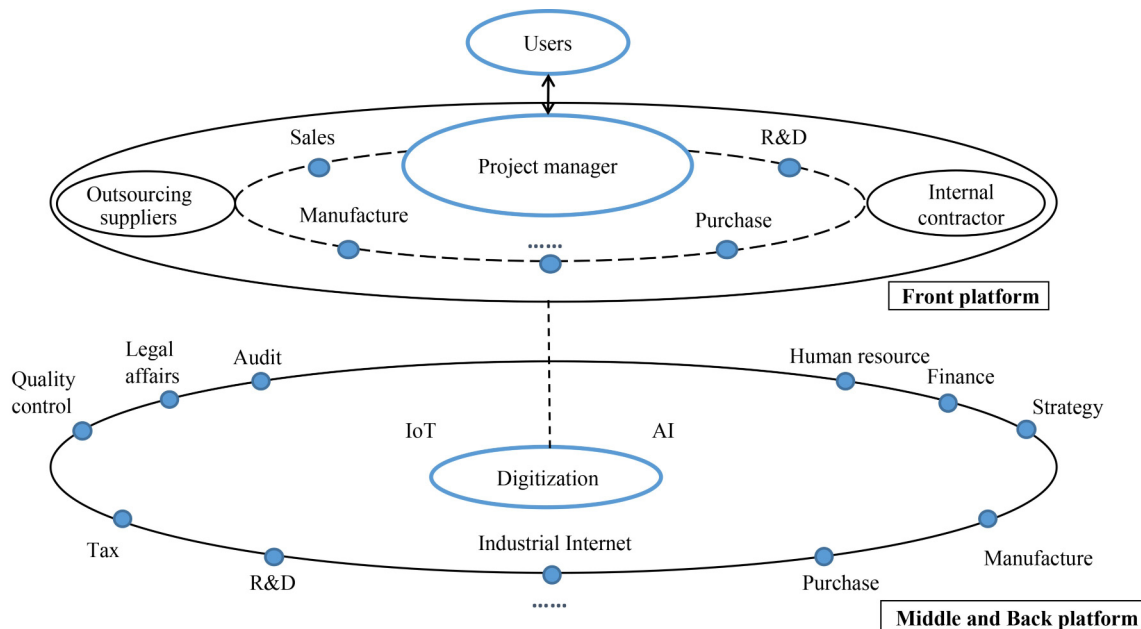 Users
Sales
R&D
Project manager
Outsourcing
suppliers
Internal
contractor
Manufacture
Purchase
......
Front platform
Legal
affairs
Audit
Human resource
Quality
control
Finance
Strategy
IoT
AI
Digitization
Tax
Industrial Internet
Manufacture
R&D
Purchase
......
Middle and Back platform